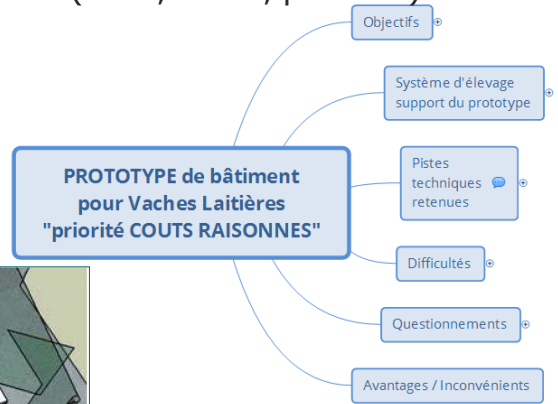 Objectifs
Système d'élevage
support du prototype
PROTOTYPE de bâtiment
pour Vaches Laitières
"priorité COUTS RAISONNES"
Pistes
techniques
retenues
Difficultés
Questionnements
Avantages / Inconvénients